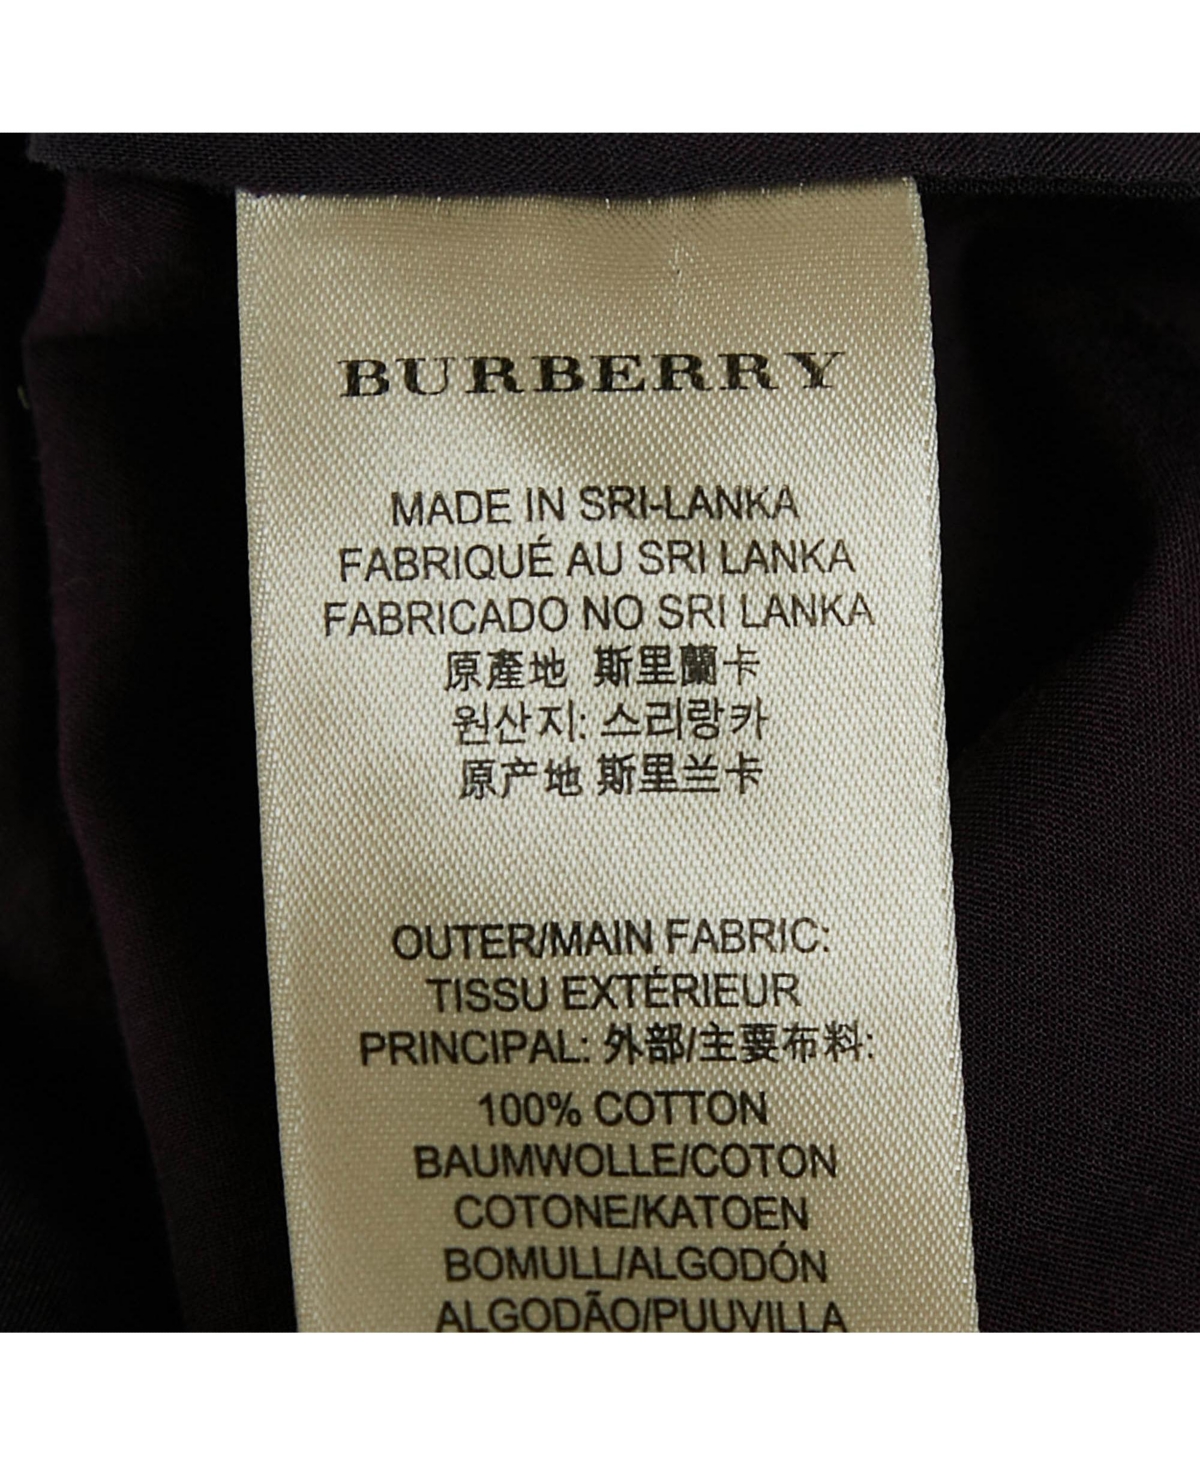 BURBERRY
MADE IN SRI-LANKA
FABRIQUÉ AU SRI LANKA
FABRICADO NO SRI LANKA
原產地 斯里蘭卡
원산지: 스리랑카
原产地 斯里兰卡
OUTER/MAIN FABRIC:
TISSU EXTÉRIEUR
PRINCIPAL: 外部/主要布料:
100% COTTON
BAUMWOLLE/COTON
COTONE/KATOEN
BOMULL/ALGODÓN
ALGODÃO/PUUVILLA